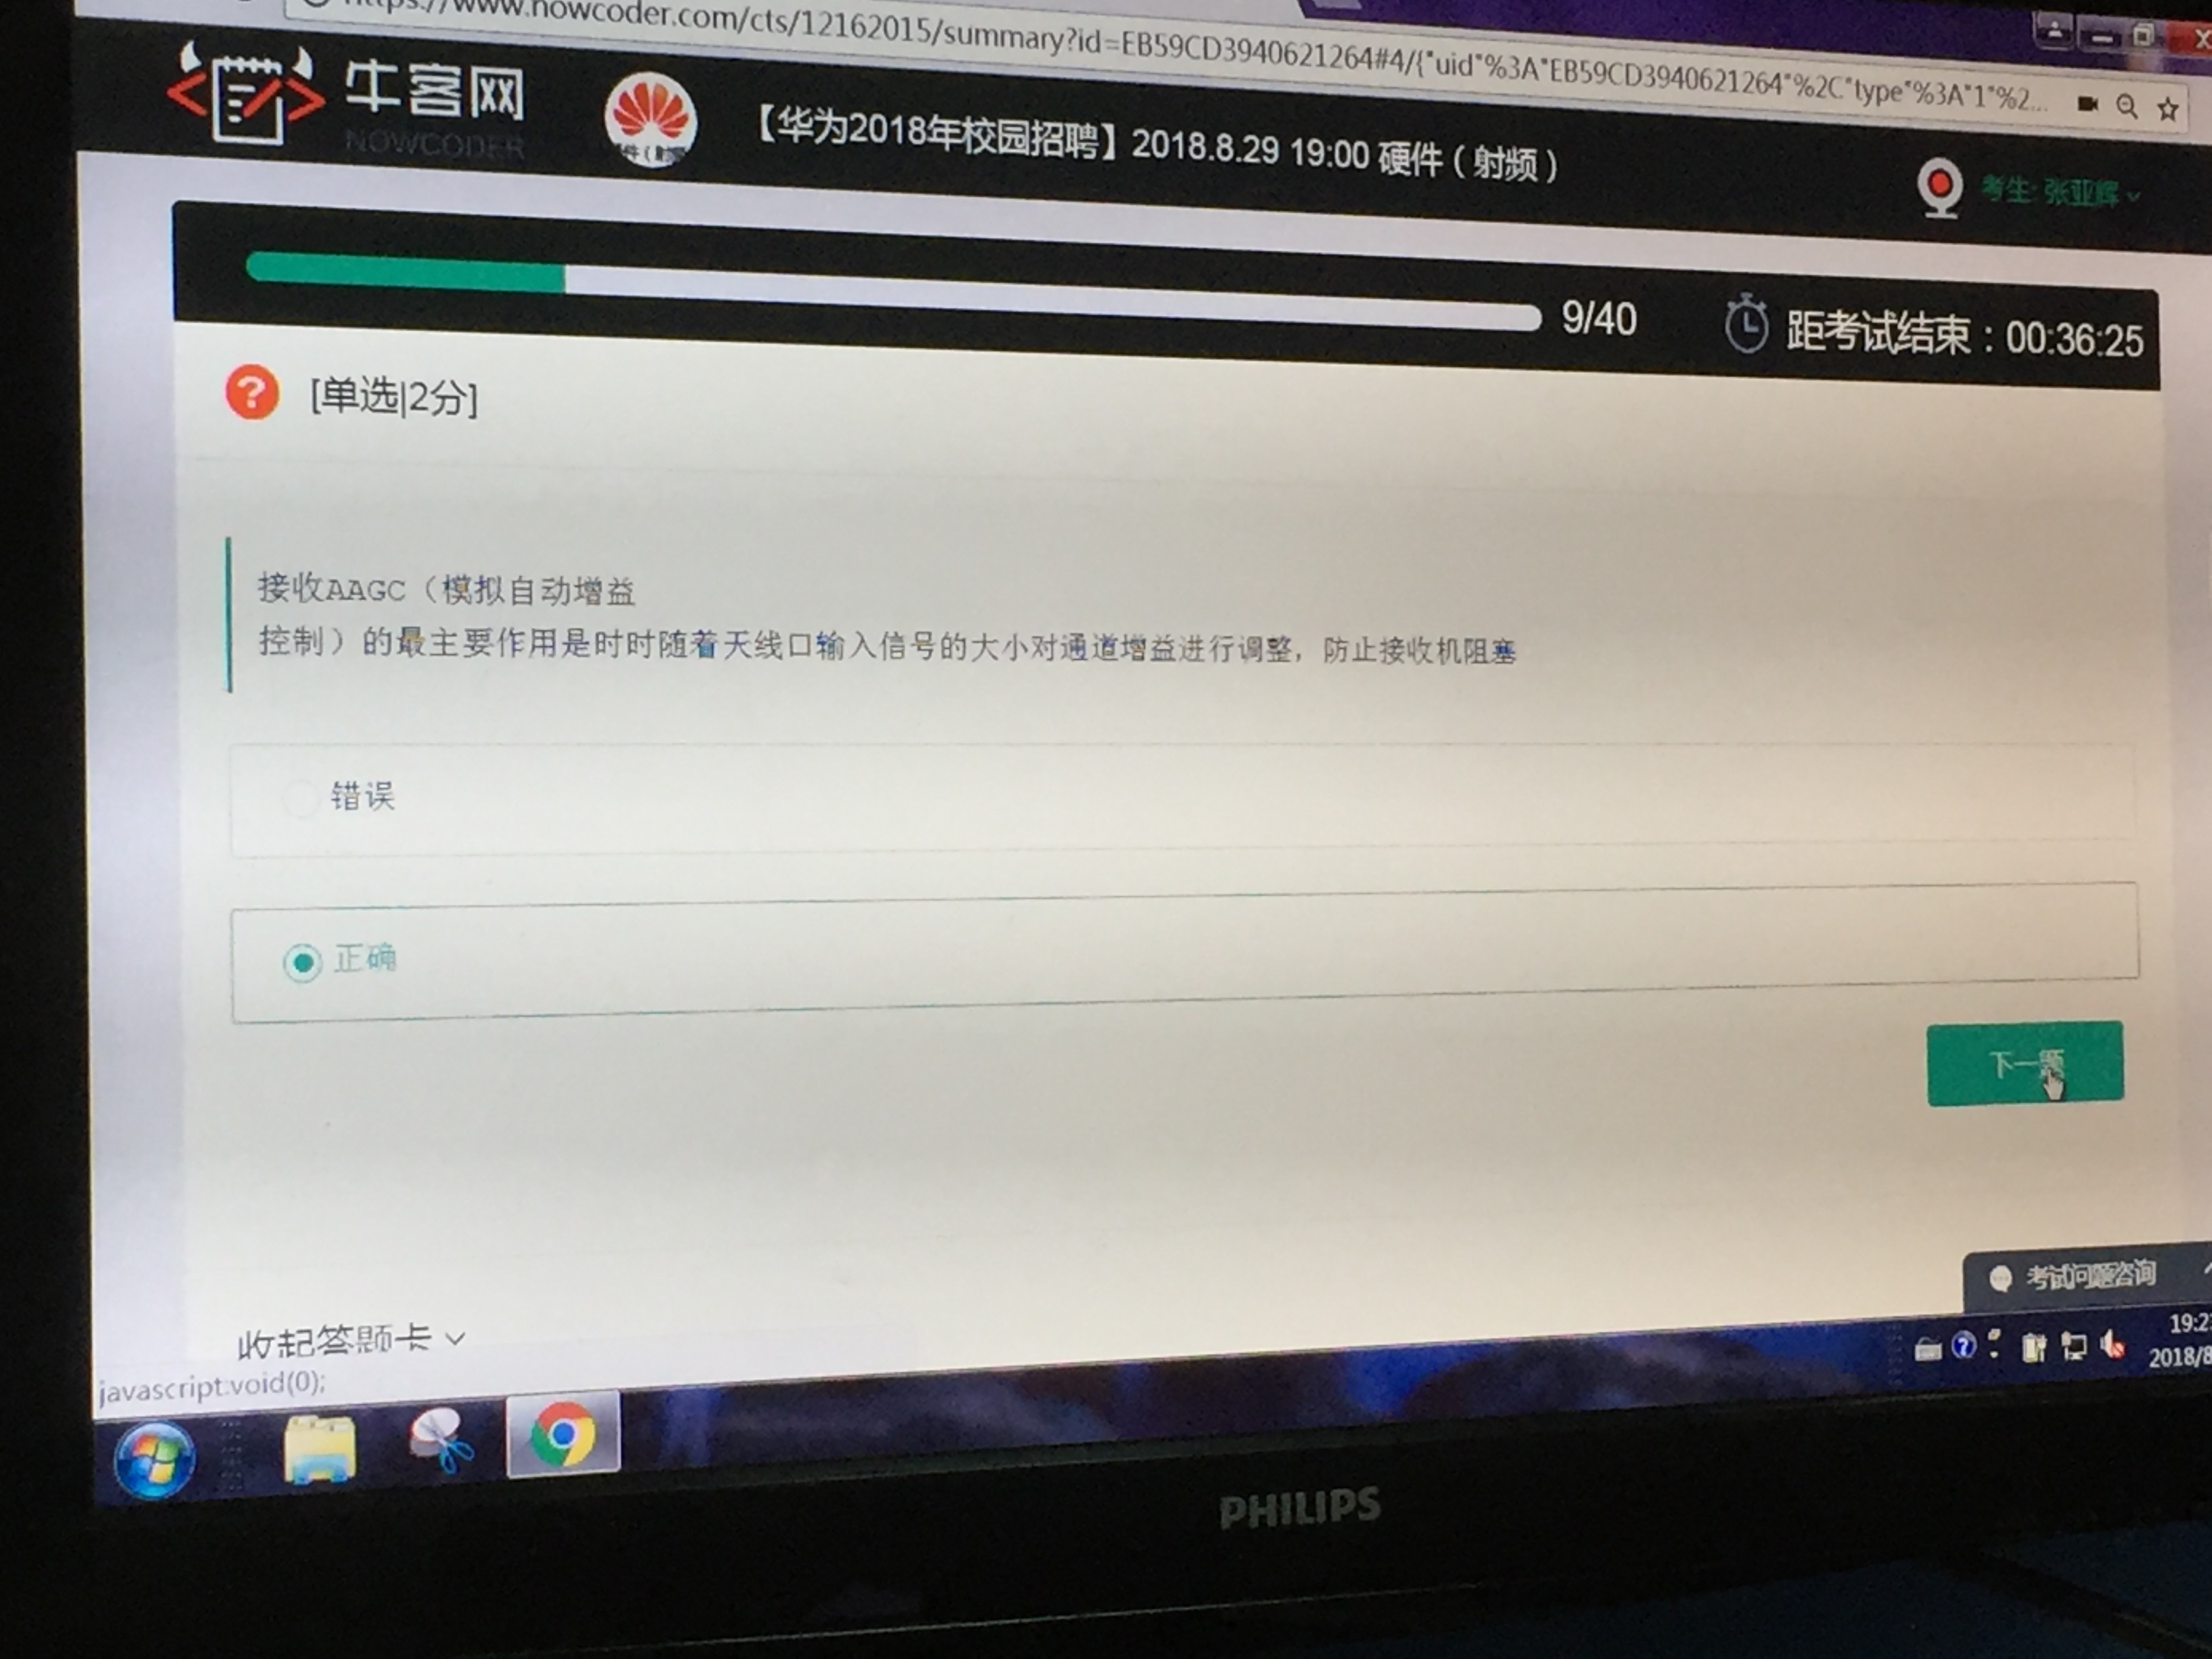 https://www.nowcoder.com/cts/12162015/summary?id=EB59CD3940621264#4/{"uid"%3A"EB59CD3940621264"%2C"type"%3A"1"%2...
牛客网
NOWCODER
【华为2018年校园招聘】2018.8.29 19:00 硬件（射频）
考生: 张亚辉
9/40
距考试结束：00:36:25
[单选|2分]
接收AAGC（模拟自动增益
控制）的最主要作用是时时随着天线口输入信号的大小对通道增益进行调整，防止接收机阻塞
错误
正确
下一题
考试问题咨询
收起答题卡
javascript:void(0);
19:2
2018/8
PHILIPS